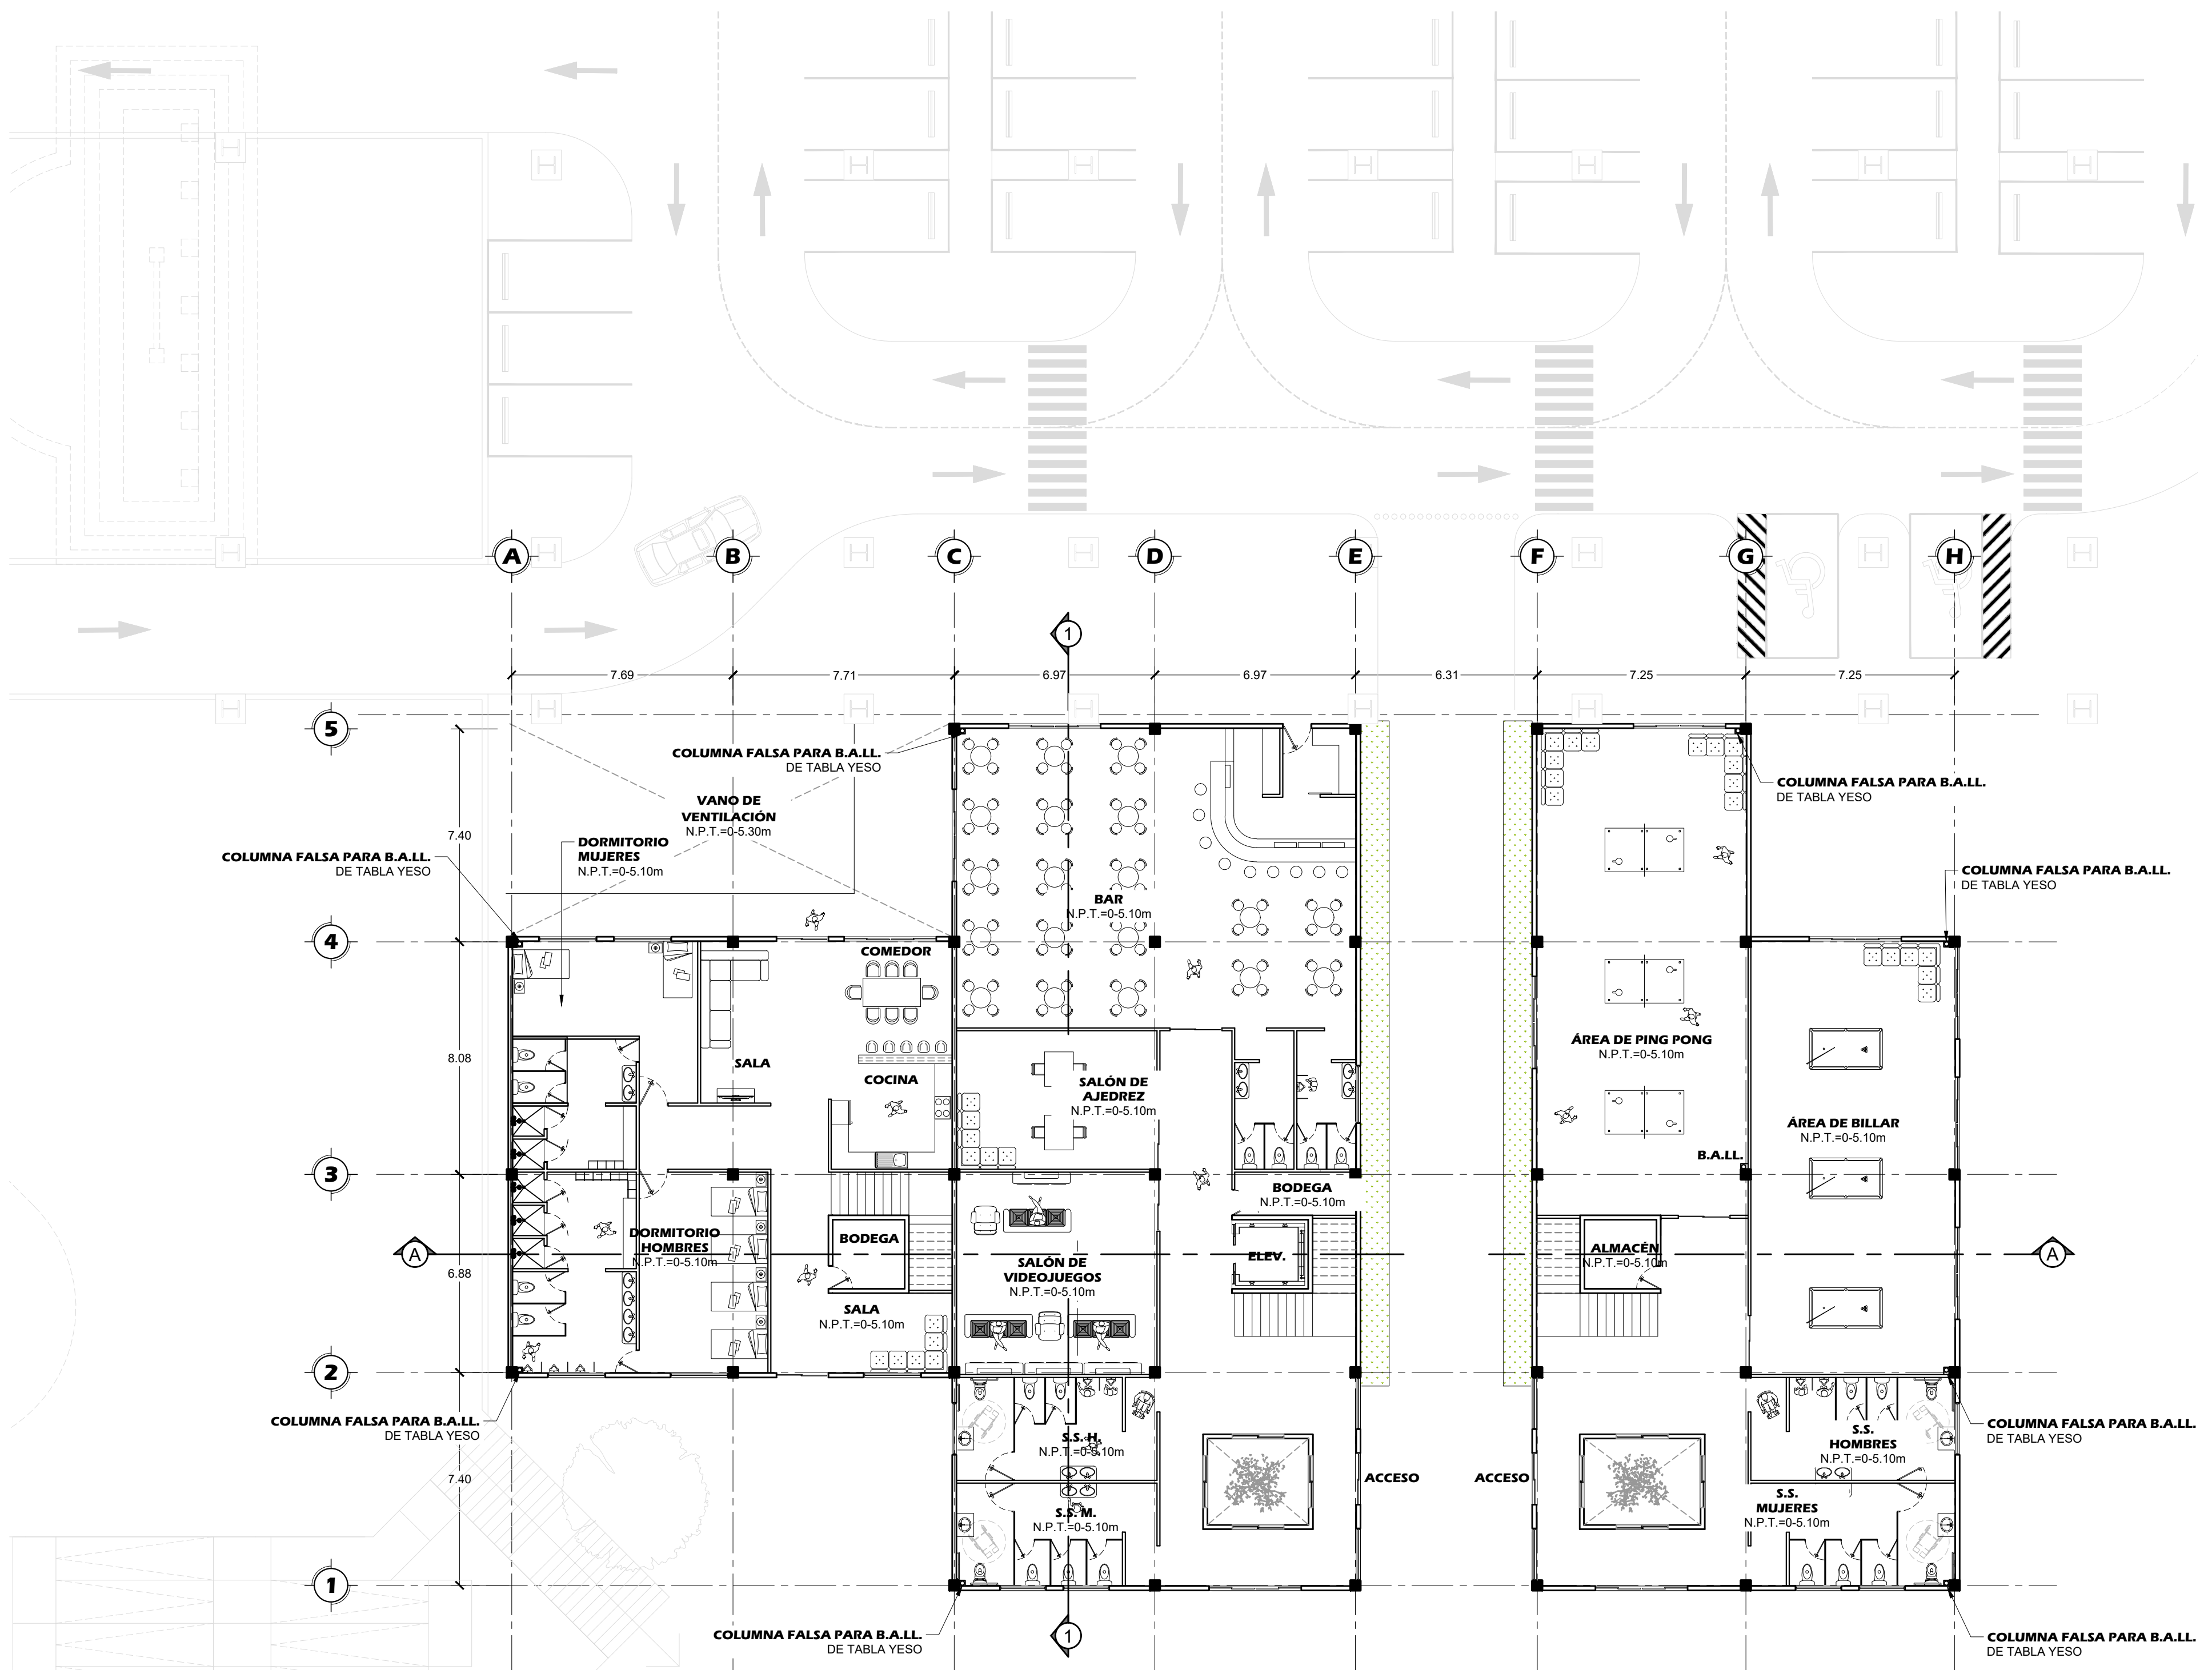 A B C D E F G H
1
7.69 7.71 6.97 6.97 6.31 7.25 7.25
5
COLUMNA FALSA PARA B.A.LL.
DE TABLA YESO
COLUMNA FALSA PARA B.A.LL.
DE TABLA YESO
VANO DE
VENTILACIÓN
N.P.T.=0-5.30m
7.40
DORMITORIO
MUJERES
N.P.T.=0-5.10m
COLUMNA FALSA PARA B.A.LL.
DE TABLA YESO
COLUMNA FALSA PARA B.A.LL.
DE TABLA YESO
BAR
N.P.T.=0-5.10m
4
COMEDOR
8.08
SALA
COCINA
SALÓN DE
AJEDREZ
N.P.T.=0-5.10m
ÁREA DE PING PONG
N.P.T.=0-5.10m
ÁREA DE BILLAR
N.P.T.=0-5.10m
B.A.LL.
3
BODEGA
N.P.T.=0-5.10m
DORMITORIO
HOMBRES
N.P.T.=0-5.10m
BODEGA
A
ELEV.
ALMACÉN
N.P.T.=0-5.10m
A
6.88
SALÓN DE
VIDEOJUEGOS
N.P.T.=0-5.10m
SALA
N.P.T.=0-5.10m
2
COLUMNA FALSA PARA B.A.LL.
DE TABLA YESO
COLUMNA FALSA PARA B.A.LL.
DE TABLA YESO
S.S. H.
N.P.T.=0-5.10m
S.S.
HOMBRES
N.P.T.=0-5.10m
7.40
ACCESO
ACCESO
S.S. M.
N.P.T.=0-5.10m
S.S.
MUJERES
N.P.T.=0-5.10m
1
COLUMNA FALSA PARA B.A.LL.
DE TABLA YESO
1
COLUMNA FALSA PARA B.A.LL.
DE TABLA YESO